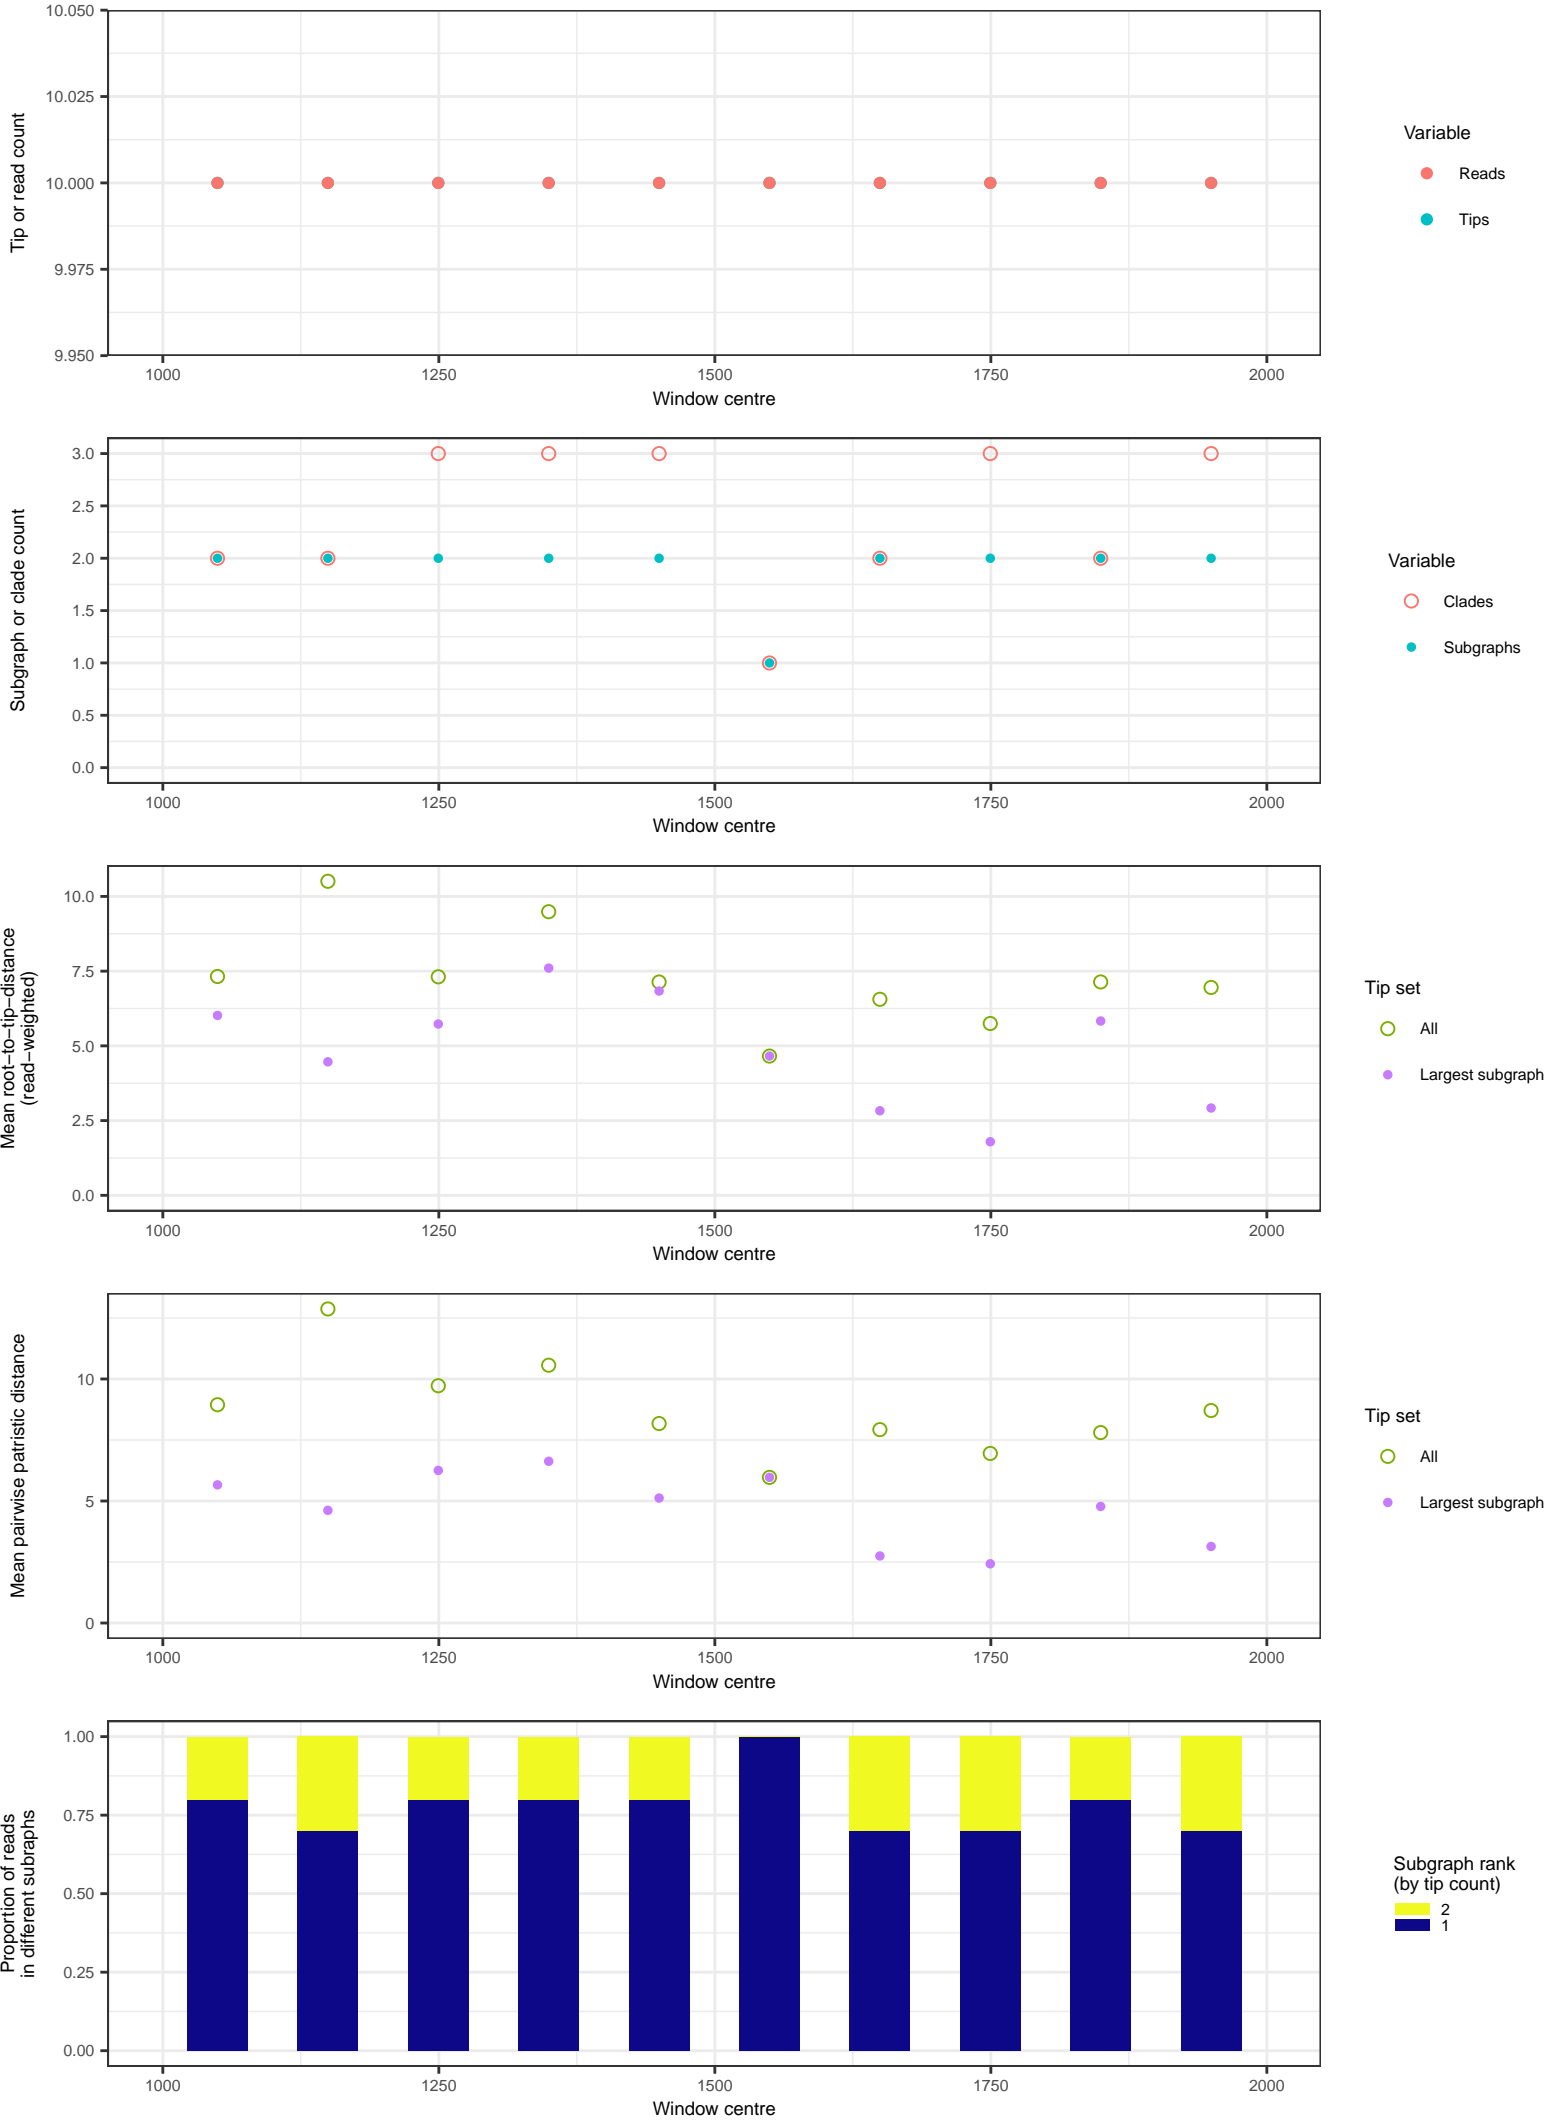 10.050
10.025
10.000
9.975
9.950
Tip or read count
1000 1250 1500 1750 2000
Window centre
Variable
Reads
Tips
3.0
2.5
2.0
1.5
1.0
0.5
0.0
Subgraph or clade count
1000 1250 1500 1750 2000
Window centre
Variable
Clades
Subgraphs
10.0
7.5
5.0
2.5
0.0
Mean root−to−tip−distance
(read−weighted)
1000 1250 1500 1750 2000
Window centre
Tip set
All
Largest subgraph
10
5
0
Mean pairwise patristic distance
1000 1250 1500 1750 2000
Window centre
Tip set
All
Largest subgraph
1.00
0.75
0.50
0.25
0.00
Proportion of reads
in different subraphs
1000 1250 1500 1750 2000
Window centre
Subgraph rank
(by tip count)
2
1